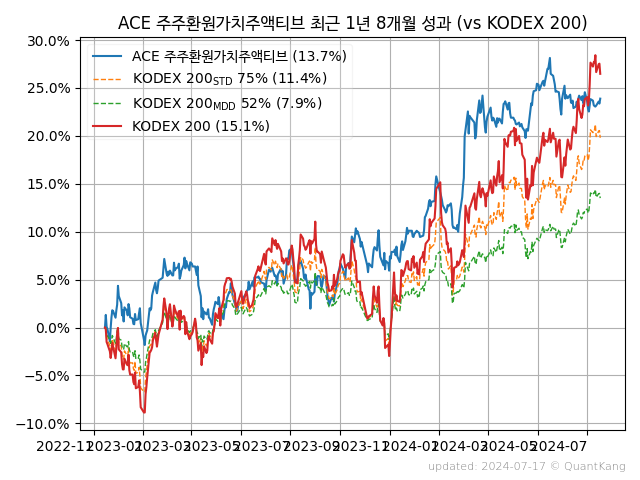 ACE 주주환원가치주액티브 최근 1년 8개월 성과 (vs KODEX 200)
30.0%
25.0%
20.0%
15.0%
10.0%
5.0%
0.0%
−5.0%
−10.0%
ACE 주주환원가치주액티브 (13.7%)
KODEX 200STD 75% (11.4%)
KODEX 200MDD 52% (7.9%)
KODEX 200 (15.1%)
2022-11 2023-01 2023-03 2023-05 2023-07 2023-09 2023-11 2024-01 2024-03 2024-05 2024-07
updated: 2024-07-17 © QuantKang